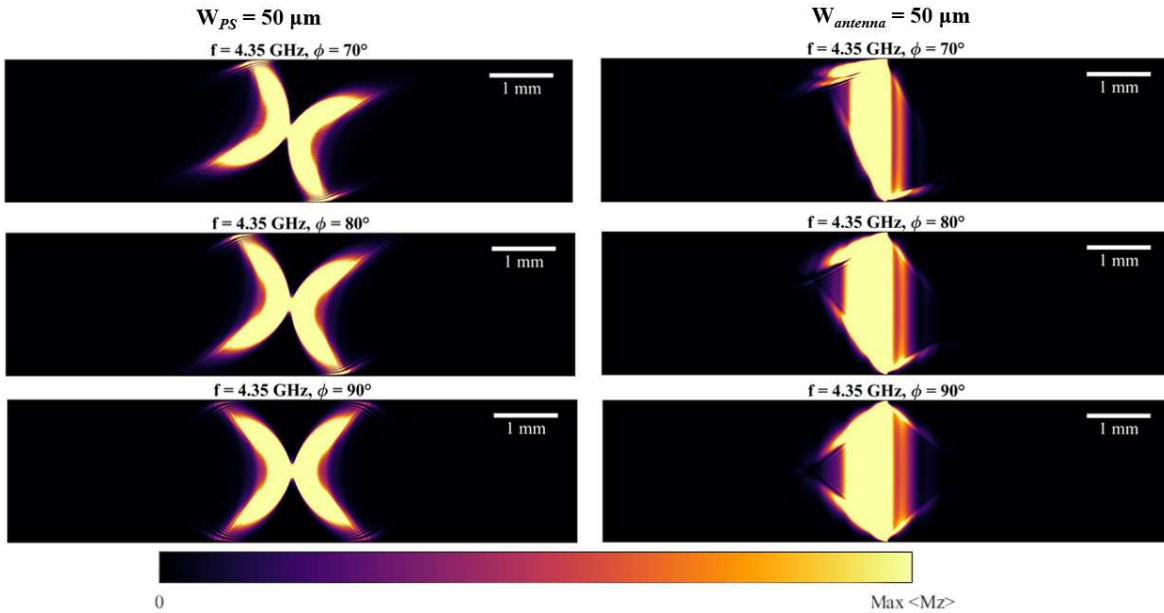 W_PS = 50 μm
W_antenna = 50 μm
f = 4.35 GHz, ϕ = 70°
f = 4.35 GHz, ϕ = 70°
1 mm
1 mm
f = 4.35 GHz, ϕ = 80°
f = 4.35 GHz, ϕ = 80°
1 mm
1 mm
f = 4.35 GHz, ϕ = 90°
f = 4.35 GHz, ϕ = 90°
1 mm
1 mm
0
Max <Mz>